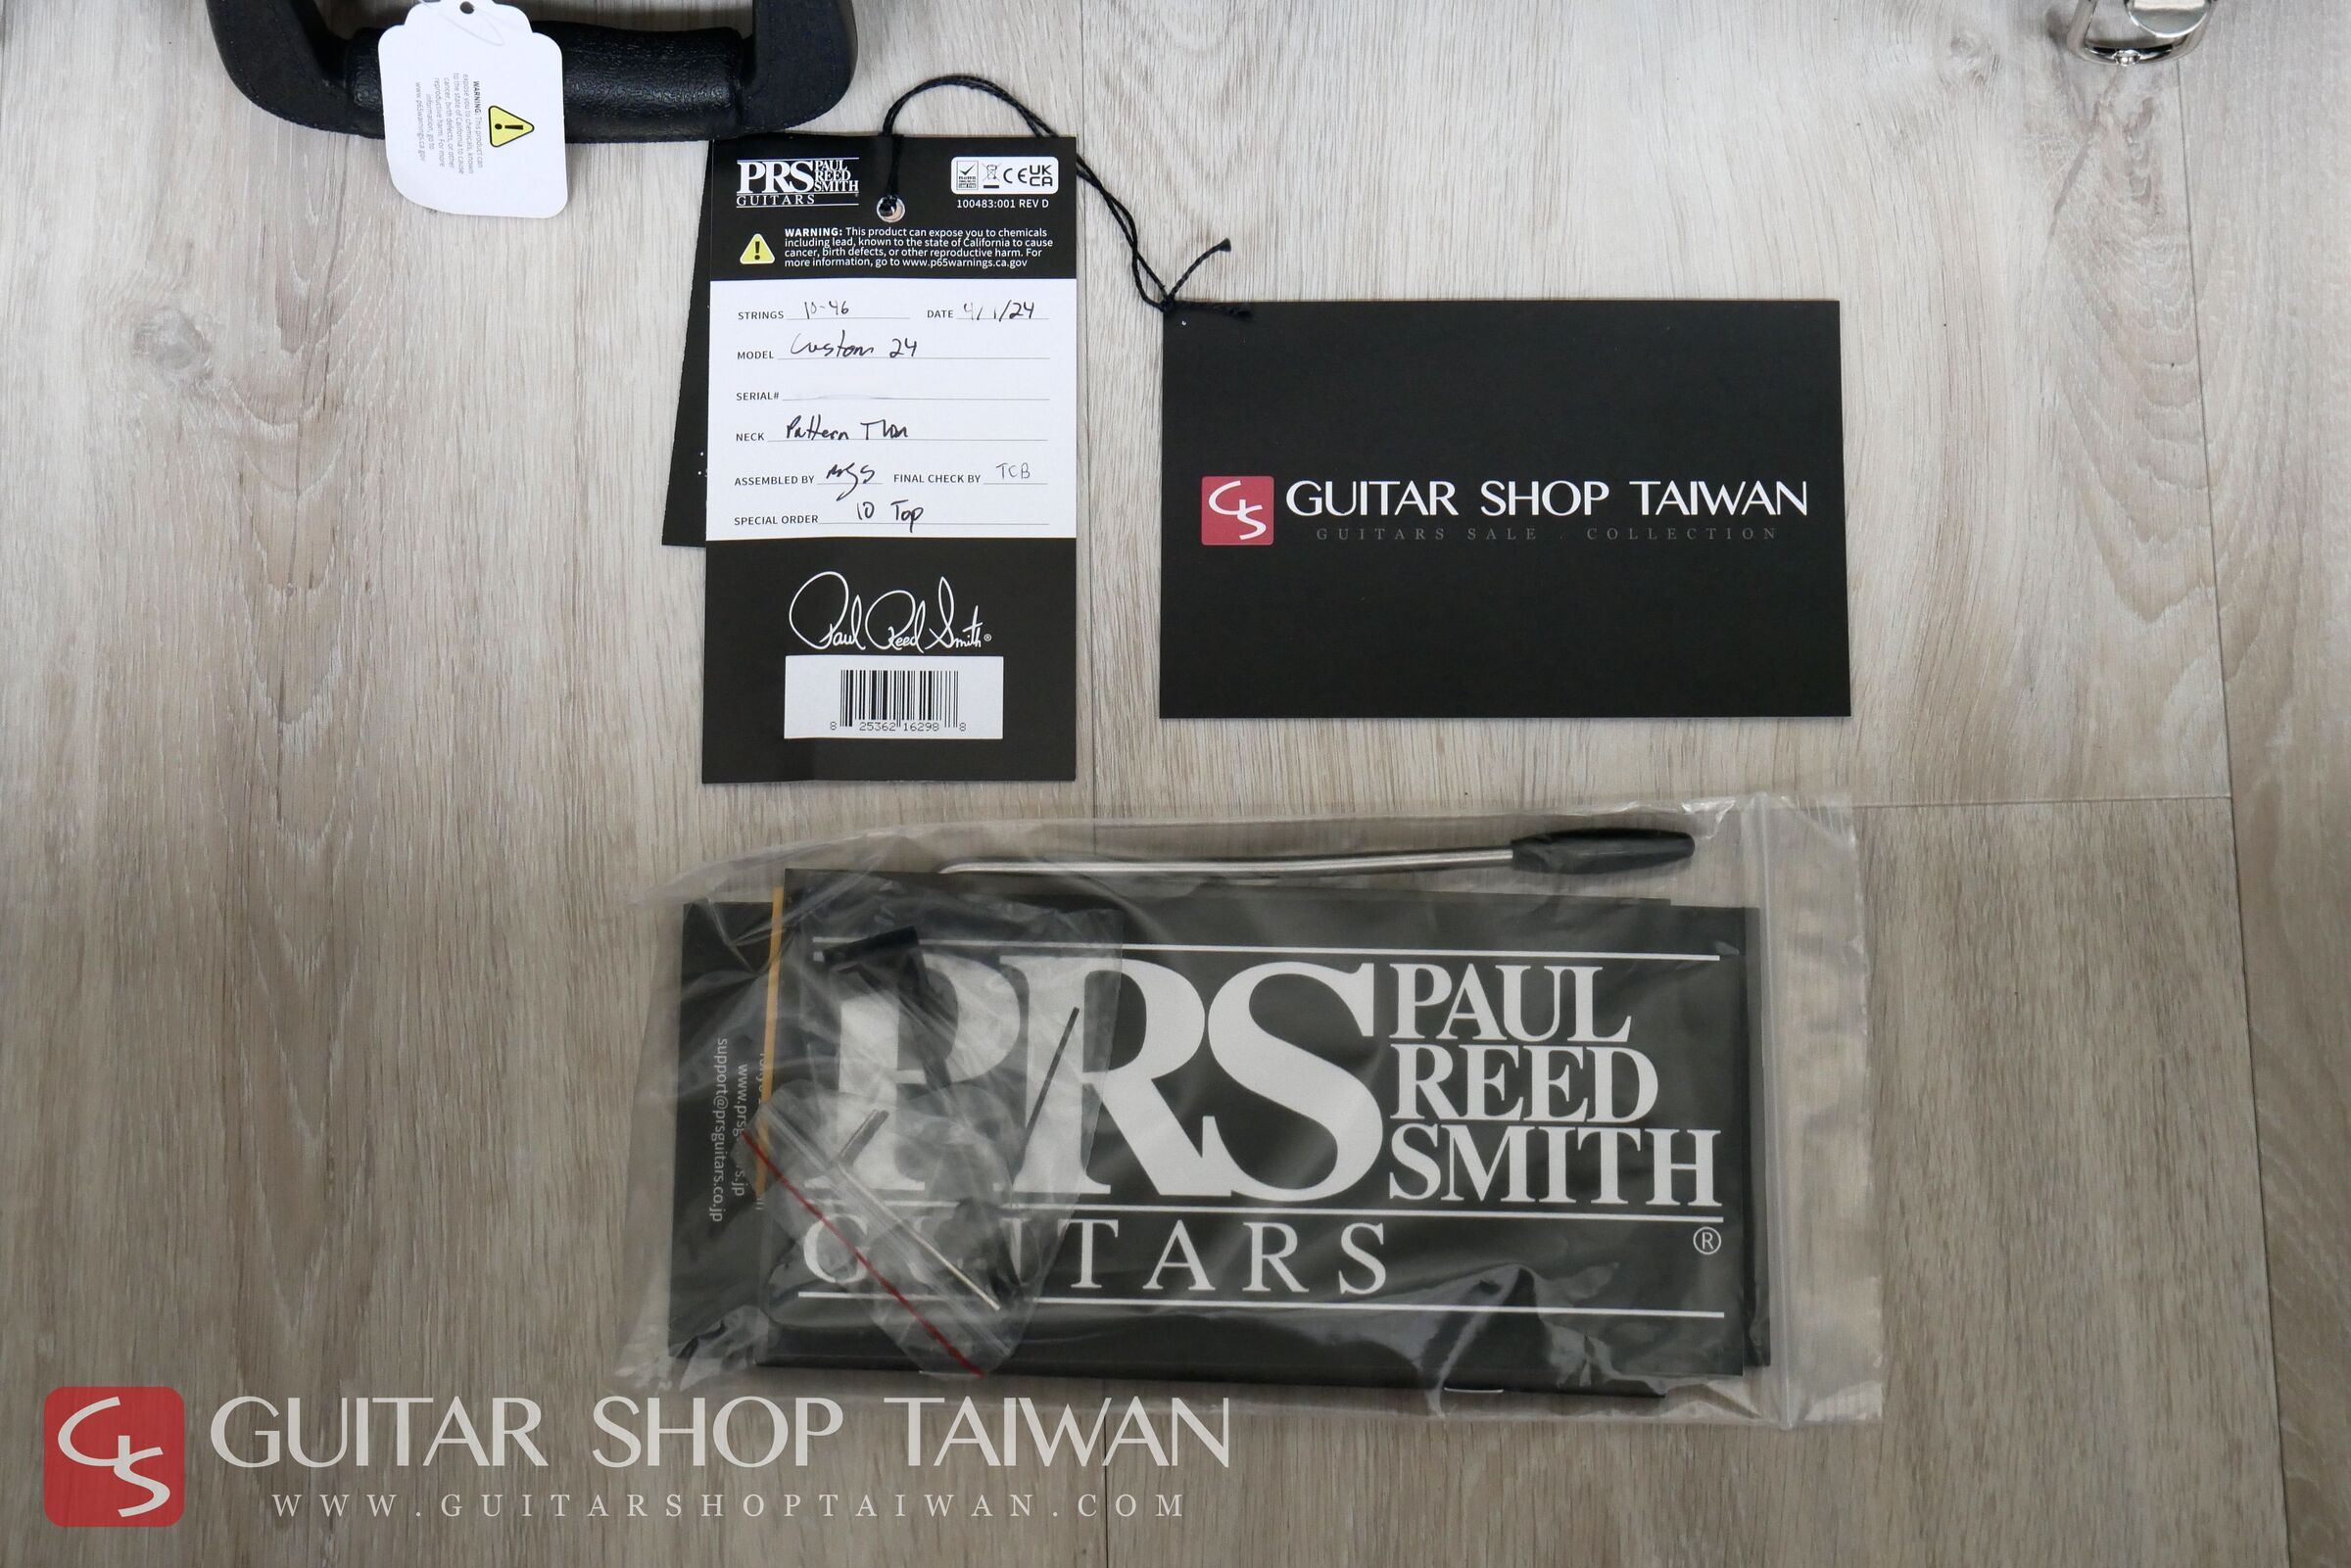 WARNING: This product can
expose you to chemicals, known
to the state of California to cause
cancer, birth defects, or other
reproductive harm. For more
information, go to
www.p65warnings.ca.gov
PRS PAUL
REED
SMITH
GUITARS
CE UK
CA
100483:001 REV D
WARNING: This product can expose you to chemicals
including lead, known to the state of California to cause
cancer, birth defects, or other reproductive harm. For
more information, go to www.p65warnings.ca.gov
STRINGS 10-46 DATE 4/1/24
MODEL Custom 24
SERIAL#
NECK Pattern Thin
ASSEMBLED BY FINAL CHECK BY TCB
SPECIAL ORDER 10 Top
Paul Reed Smith®
8 25362 16298 8
GS GUITAR SHOP TAIWAN
GUITARS SALE . COLLECTION
PRS PAUL
REED
SMITH
GUITARS ®
support@prsguitars.co.jp
GS GUITAR SHOP TAIWAN
WWW.GUITARSHOPTAIWAN.COM